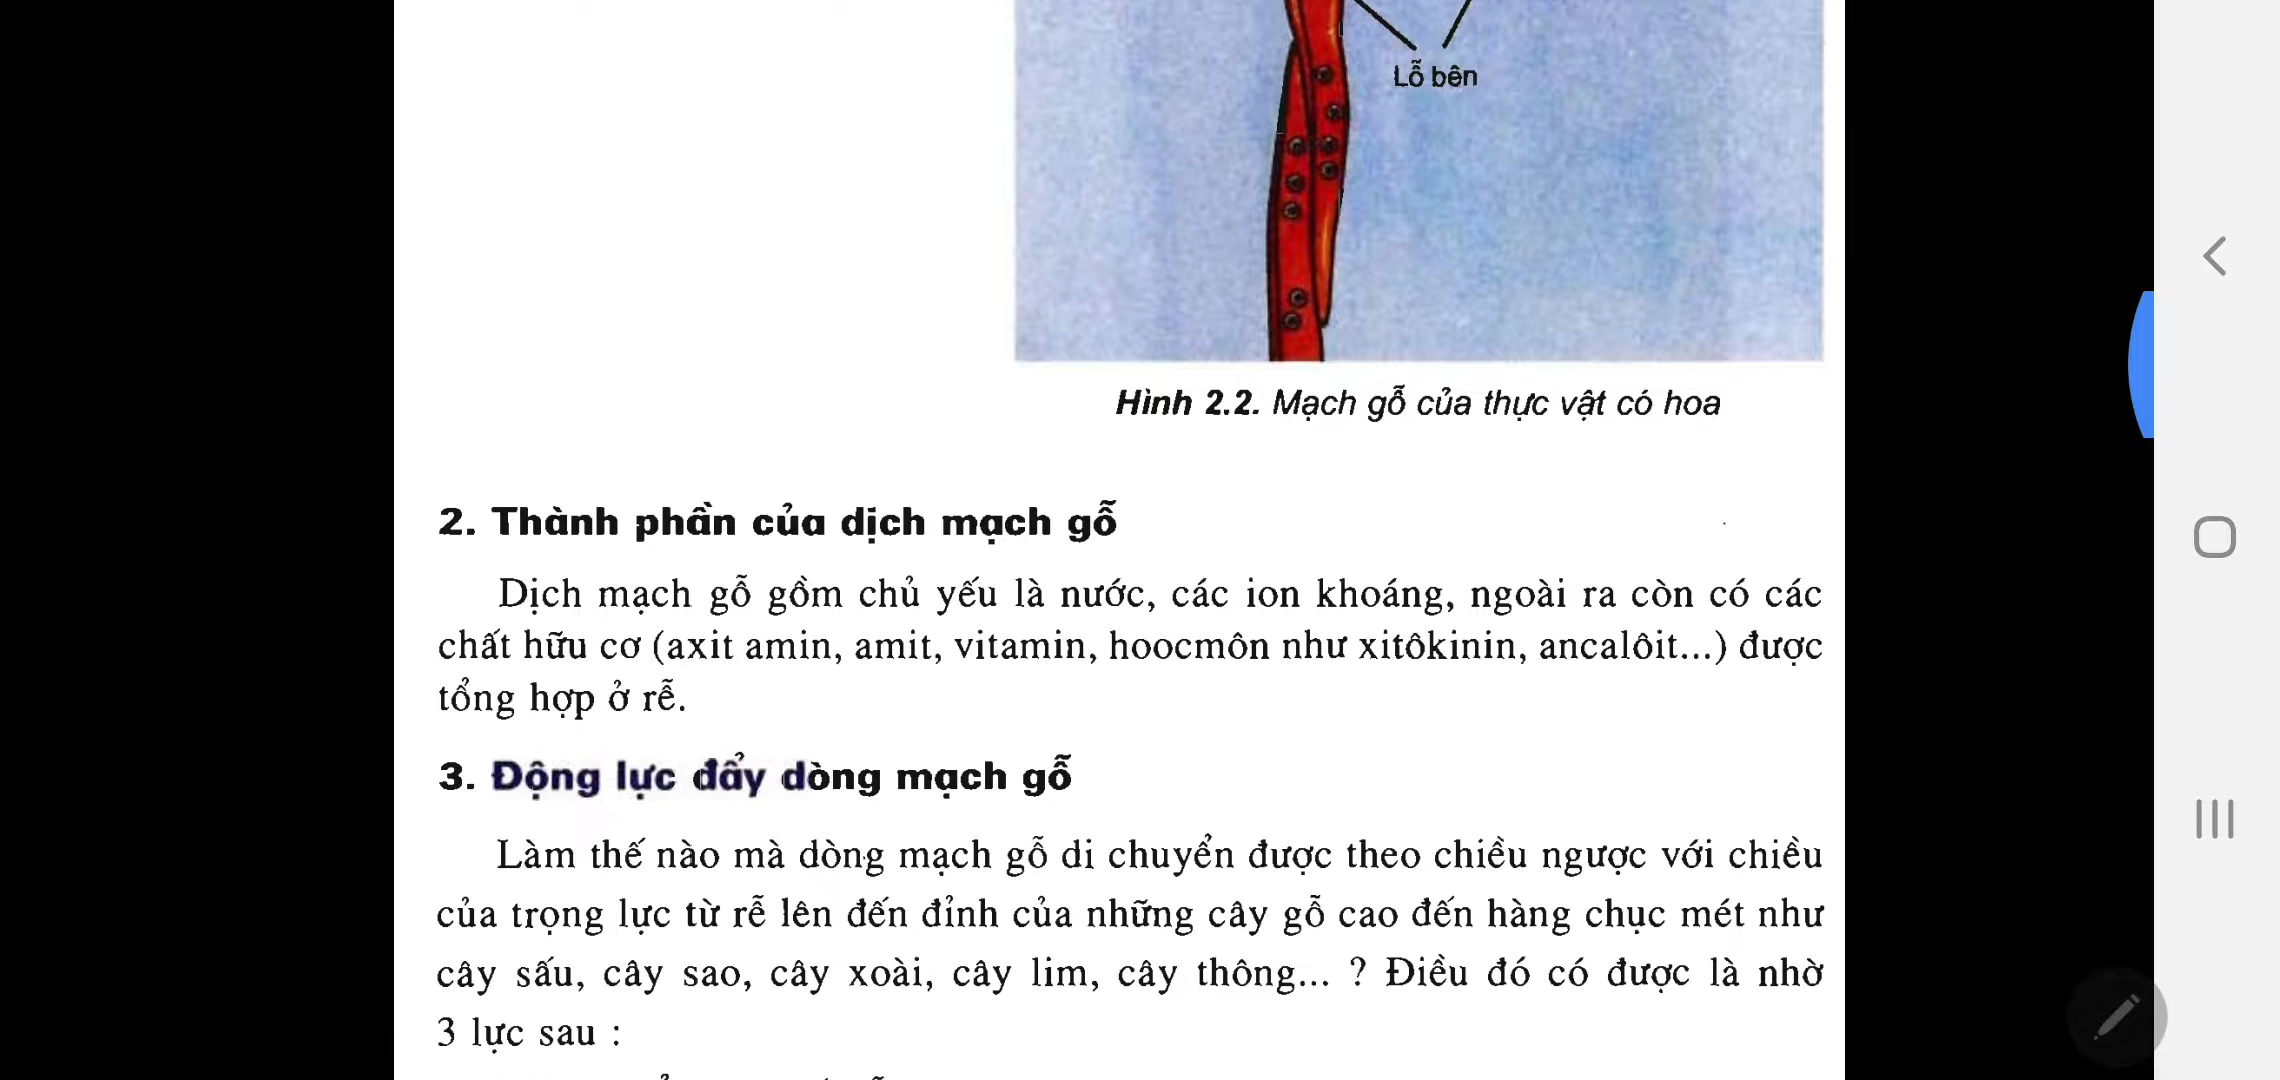 Lỗ bên
Hình 2.2. Mạch gỗ của thực vật có hoa
2. Thành phần của dịch mạch gỗ
Dịch mạch gỗ gồm chủ yếu là nước, các ion khoáng, ngoài ra còn có các
chất hữu cơ (axit amin, amit, vitamin, hoocmôn như xitôkinin, ancalôit...) được
tổng hợp ở rễ.
3. Động lực đẩy dòng mạch gỗ
Làm thế nào mà dòng mạch gỗ di chuyển được theo chiều ngược với chiều
của trọng lực từ rễ lên đến đỉnh của những cây gỗ cao đến hàng chục mét như
cây sấu, cây sao, cây xoài, cây lim, cây thông... ? Điều đó có được là nhờ
3 lực sau :